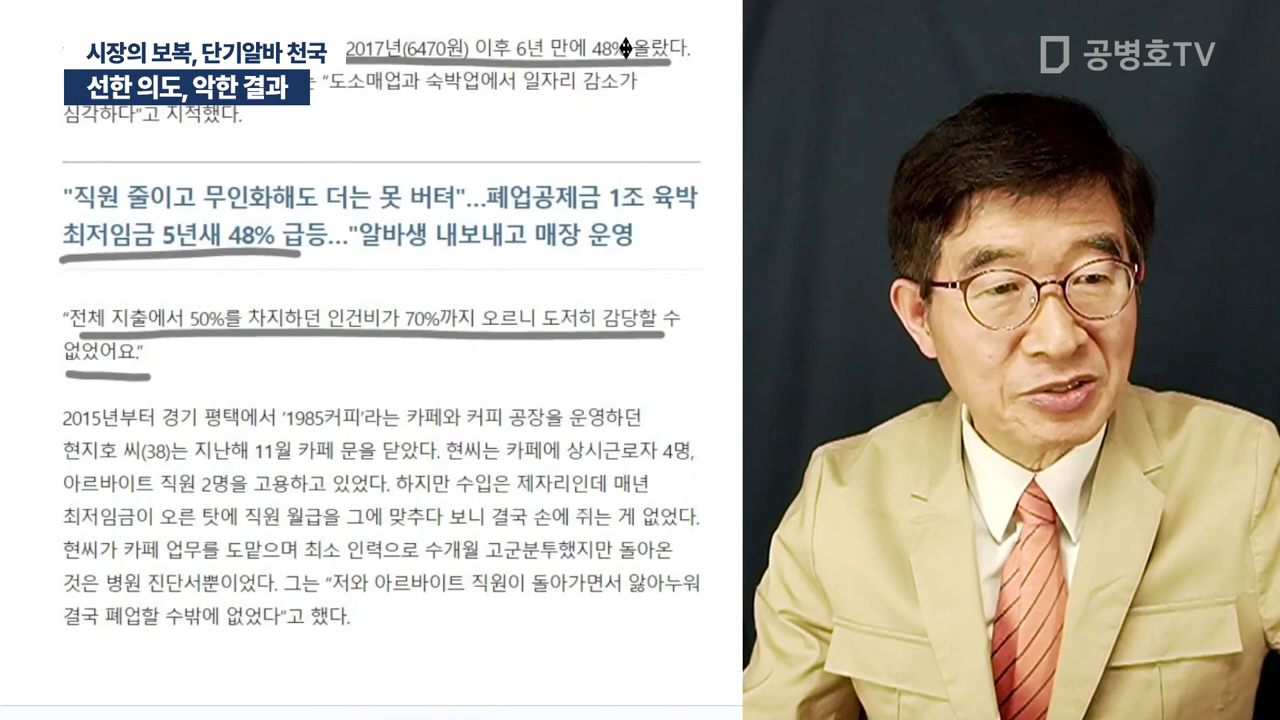 시장의 보복, 단기알바 천국
선한 의도, 악한 결과
공병호TV
2017년(6470원) 이후 6년 만에 48% 올랐다.
는 “도소매업과 숙박업에서 일자리 감소가
심각하다”고 지적했다.
"직원 줄이고 무인화해도 더는 못 버텨"...폐업공제금 1조 육박
최저임금 5년새 48% 급등..."알바생 내보내고 매장 운영
“전체 지출에서 50%를 차지하던 인건비가 70%까지 오르니 도저히 감당할 수
없었어요.”
2015년부터 경기 평택에서 ‘1985커피’라는 카페와 커피 공장을 운영하던
현지호 씨(38)는 지난해 11월 카페 문을 닫았다. 현씨는 카페에 상시근로자 4명,
아르바이트 직원 2명을 고용하고 있었다. 하지만 수입은 제자리인데 매년
최저임금이 오른 탓에 직원 월급을 그에 맞추다 보니 결국 손에 쥐는 게 없었다.
현씨가 카페 업무를 도맡으며 최소 인력으로 수개월 고군분투했지만 돌아온
것은 병원 진단서뿐이었다. 그는 “저와 아르바이트 직원이 돌아가면서 앓아누워
결국 폐업할 수밖에 없었다”고 했다.